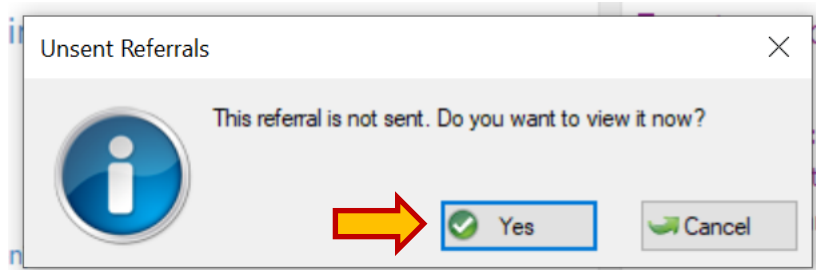 Unsent Referrals
This referral is not sent. Do you want to view it now?
Yes
Cancel